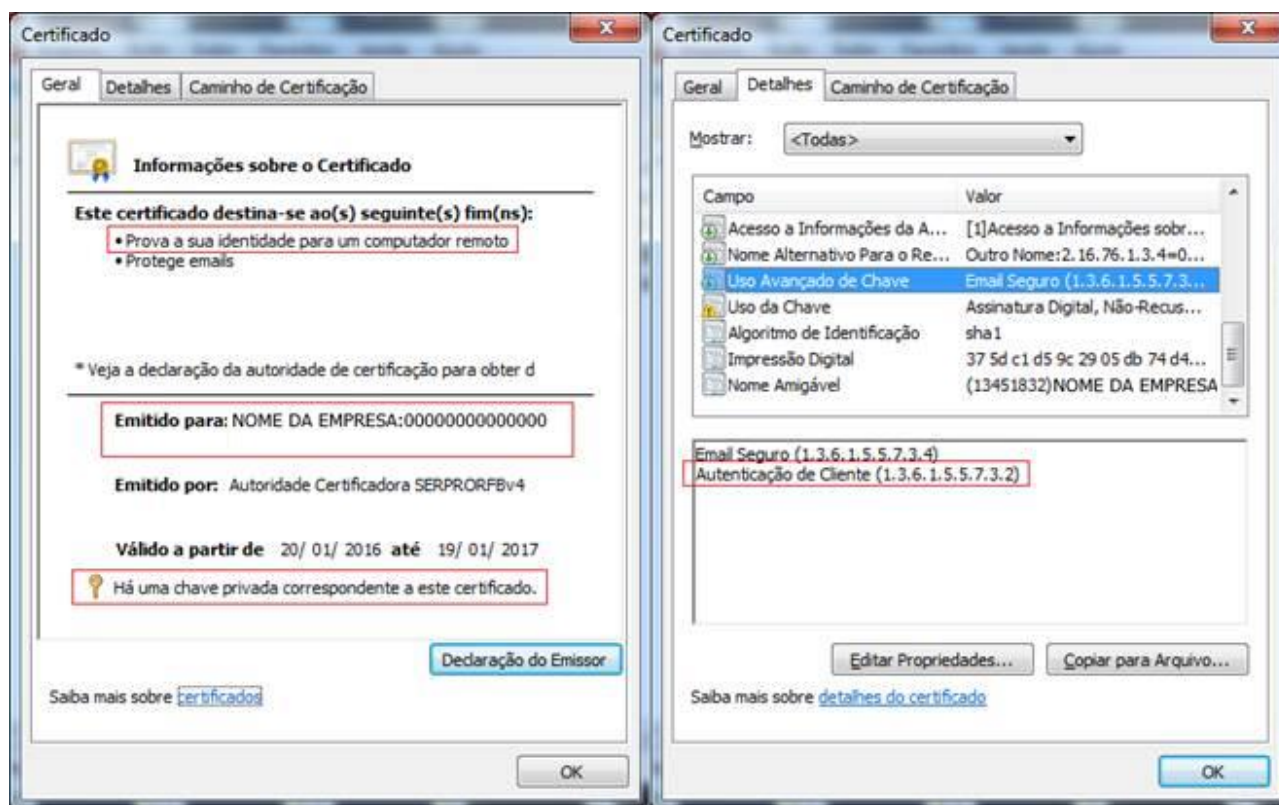 Certificado
Geral Detalhes Caminho de Certificação
Informações sobre o Certificado
Este certificado destina-se ao(s) seguinte(s) fim(ns):
• Prova a sua identidade para um computador remoto
• Protege emails
* Veja a declaração da autoridade de certificação para obter d
Emitido para: NOME DA EMPRESA:00000000000000
Emitido por: Autoridade Certificadora SERPRORFBv4
Válido a partir de 20/ 01/ 2016 até 19/ 01/ 2017
Há uma chave privada correspondente a este certificado.
Declaração do Emissor
Saiba mais sobre certificados
OK
Certificado
Geral Detalhes Caminho de Certificação
Mostrar: <Todas>
Campo Valor
Acesso a Informações da A... [1]Acesso a Informações sobr...
Nome Alternativo Para o Re... Outro Nome:2.16.76.1.3.4=0...
Uso Avançado de Chave Email Seguro (1.3.6.1.5.5.7.3...
Uso da Chave Assinatura Digital, Não-Recus...
Algoritmo de Identificação sha1
Impressão Digital 37 5d c1 d5 9c 29 05 db 74 d4...
Nome Amigável (13451832)NOME DA EMPRESA
Email Seguro (1.3.6.1.5.5.7.3.4)
Autenticação de Cliente (1.3.6.1.5.5.7.3.2)
Editar Propriedades... Copiar para Arquivo...
Saiba mais sobre detalhes do certificado
OK